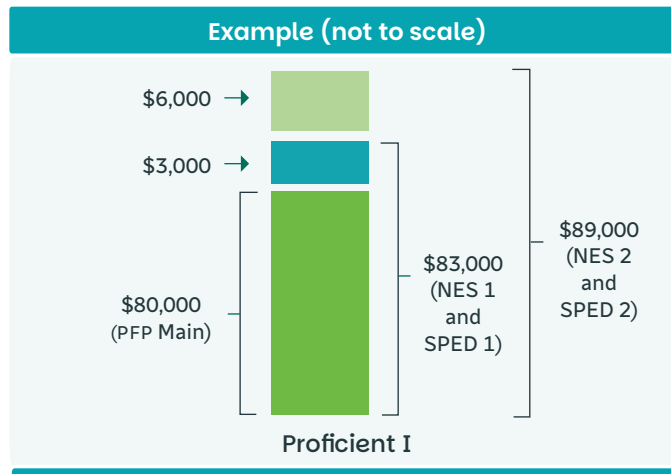 Example (not to scale)
$6,000
$3,000
$80,000
(PFP Main)
$83,000
(NES 1
and
SPED 1)
$89,000
(NES 2
and
SPED 2)
Proficient I